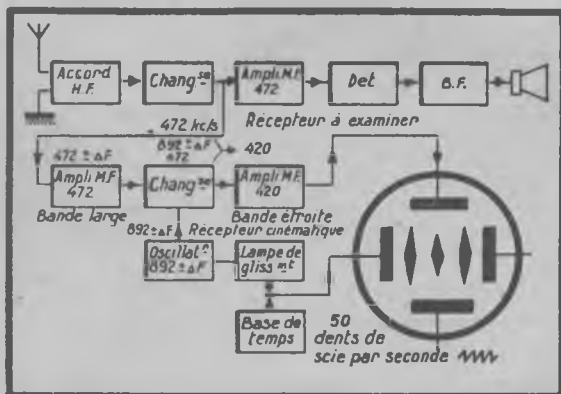 Accord
H.F.
Chang se
Ampli M.F.
472
Det
B.F.
472 kc/s
Récepteur à examiner
892 ± ΔF
472
420
472 ± ΔF
Ampli M.F
472
Chang se
Ampli M.F.
420
Bande large
Bande étroite
892 ± ΔF
Récepteur cinématique
Oscillat r
892 ± ΔF
Lampe de
gliss mt
Base de
temps
50
dents de
scie par seconde